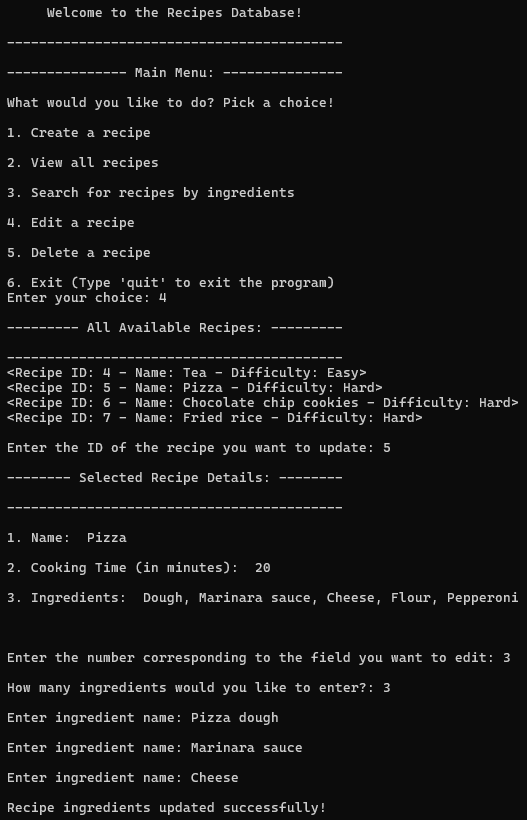 Welcome to the Recipes Database!
------------------------------------------
--------------- Main Menu: ---------------
What would you like to do? Pick a choice!
1. Create a recipe
2. View all recipes
3. Search for recipes by ingredients
4. Edit a recipe
5. Delete a recipe
6. Exit (Type 'quit' to exit the program)
Enter your choice: 4
--------- All Available Recipes: ---------
------------------------------------------
<Recipe ID: 4 - Name: Tea - Difficulty: Easy>
<Recipe ID: 5 - Name: Pizza - Difficulty: Hard>
<Recipe ID: 6 - Name: Chocolate chip cookies - Difficulty: Hard>
<Recipe ID: 7 - Name: Fried rice - Difficulty: Hard>
Enter the ID of the recipe you want to update: 5
-------- Selected Recipe Details: --------
------------------------------------------
1. Name:  Pizza
2. Cooking Time (in minutes):  20
3. Ingredients:  Dough, Marinara sauce, Cheese, Flour, Pepperoni
Enter the number corresponding to the field you want to edit: 3
How many ingredients would you like to enter?: 3
Enter ingredient name: Pizza dough
Enter ingredient name: Marinara sauce
Enter ingredient name: Cheese
Recipe ingredients updated successfully!